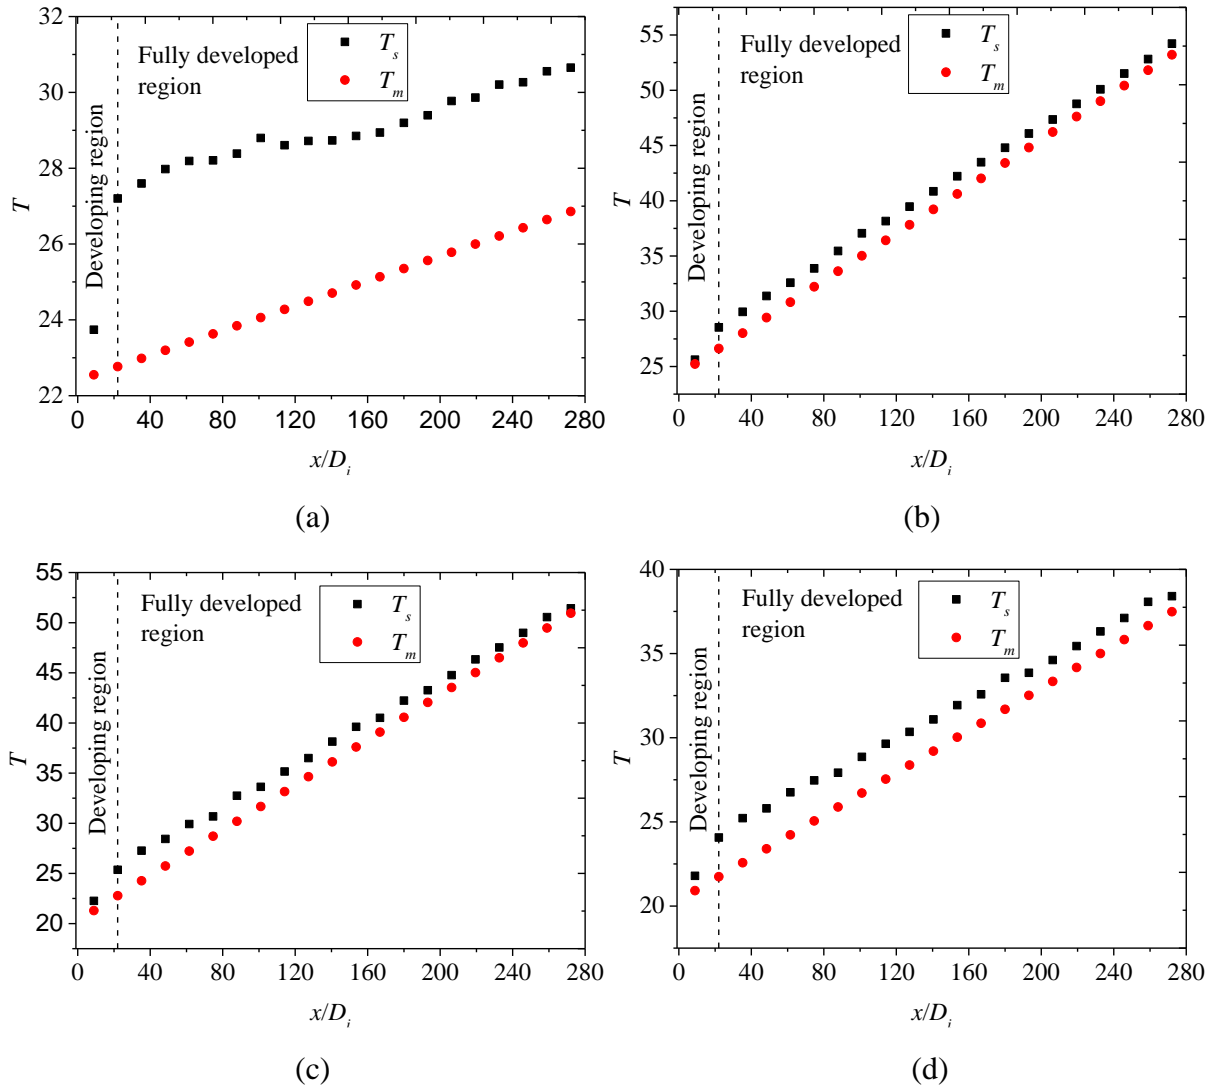 32
30
28
26
24
22
T
Developing region
Fully developed
region
T_s
T_m
0 40 80 120 160 200 240 280
x/D_i
(a)
55
50
45
40
35
30
25
T
Developing region
Fully developed
region
T_s
T_m
0 40 80 120 160 200 240 280
x/D_i
(b)
55
50
45
40
35
30
25
20
T
Developing region
Fully developed
region
T_s
T_m
0 40 80 120 160 200 240 280
x/D_i
(c)
40
35
30
25
20
T
Developing region
Fully developed
region
T_s
T_m
0 40 80 120 160 200 240 280
x/D_i
(d)